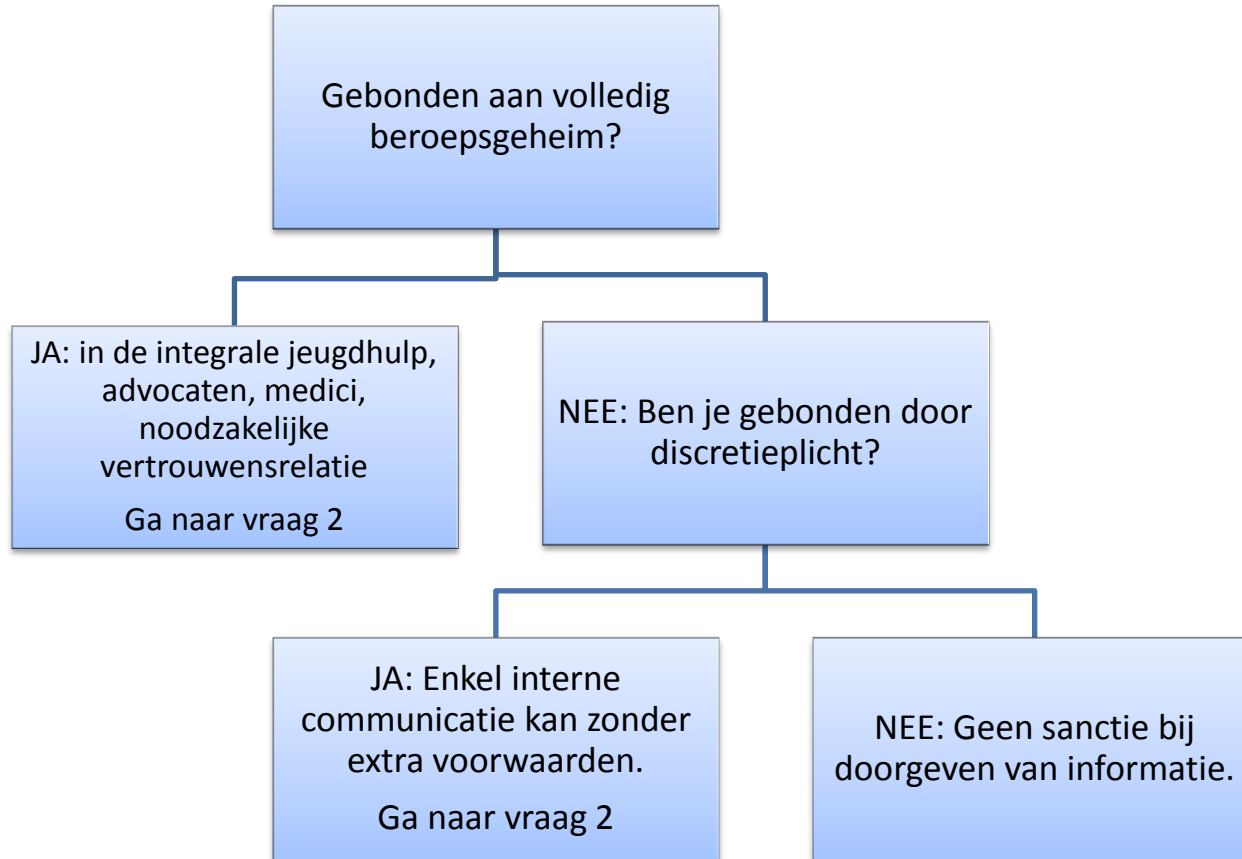 Gebonden aan volledig
beroepsgeheim?
JA: in de integrale jeugdhulp,
advocaten, medici,
noodzakelijke
vertrouwensrelatie
Ga naar vraag 2
NEE: Ben je gebonden door
discretieplicht?
JA: Enkel interne
communicatie kan zonder
extra voorwaarden.
Ga naar vraag 2
NEE: Geen sanctie bij
doorgeven van informatie.